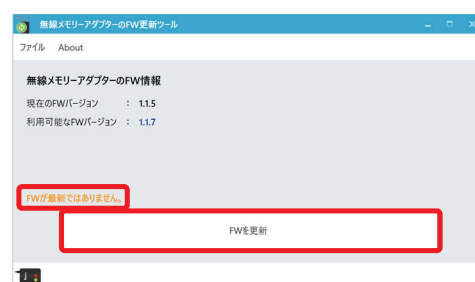 無線メモリーアダプターのFW更新ツール
ファイル About
無線メモリーアダプターのFW情報
現在のFWバージョン : 1.1.5
利用可能なFWバージョン : 1.1.7
FWが最新ではありません。
FWを更新